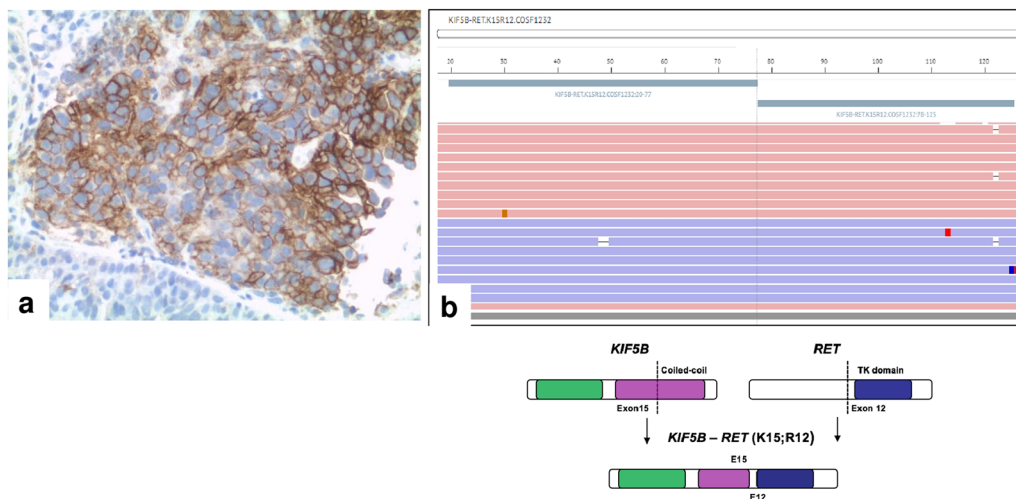 KIF5B-RET.K15R12.COSF1232
20 30 40 50 60 70 80 90 100 110 120
KIF5B-RET.K15R12.COSF1232:20-77
KIF5B-RET.K15R12.COSF1232:78-125
a
b
KIF5B RET
Coiled-coil TK domain
Exon15 Exon 12
KIF5B – RET (K15;R12)
E15
E12